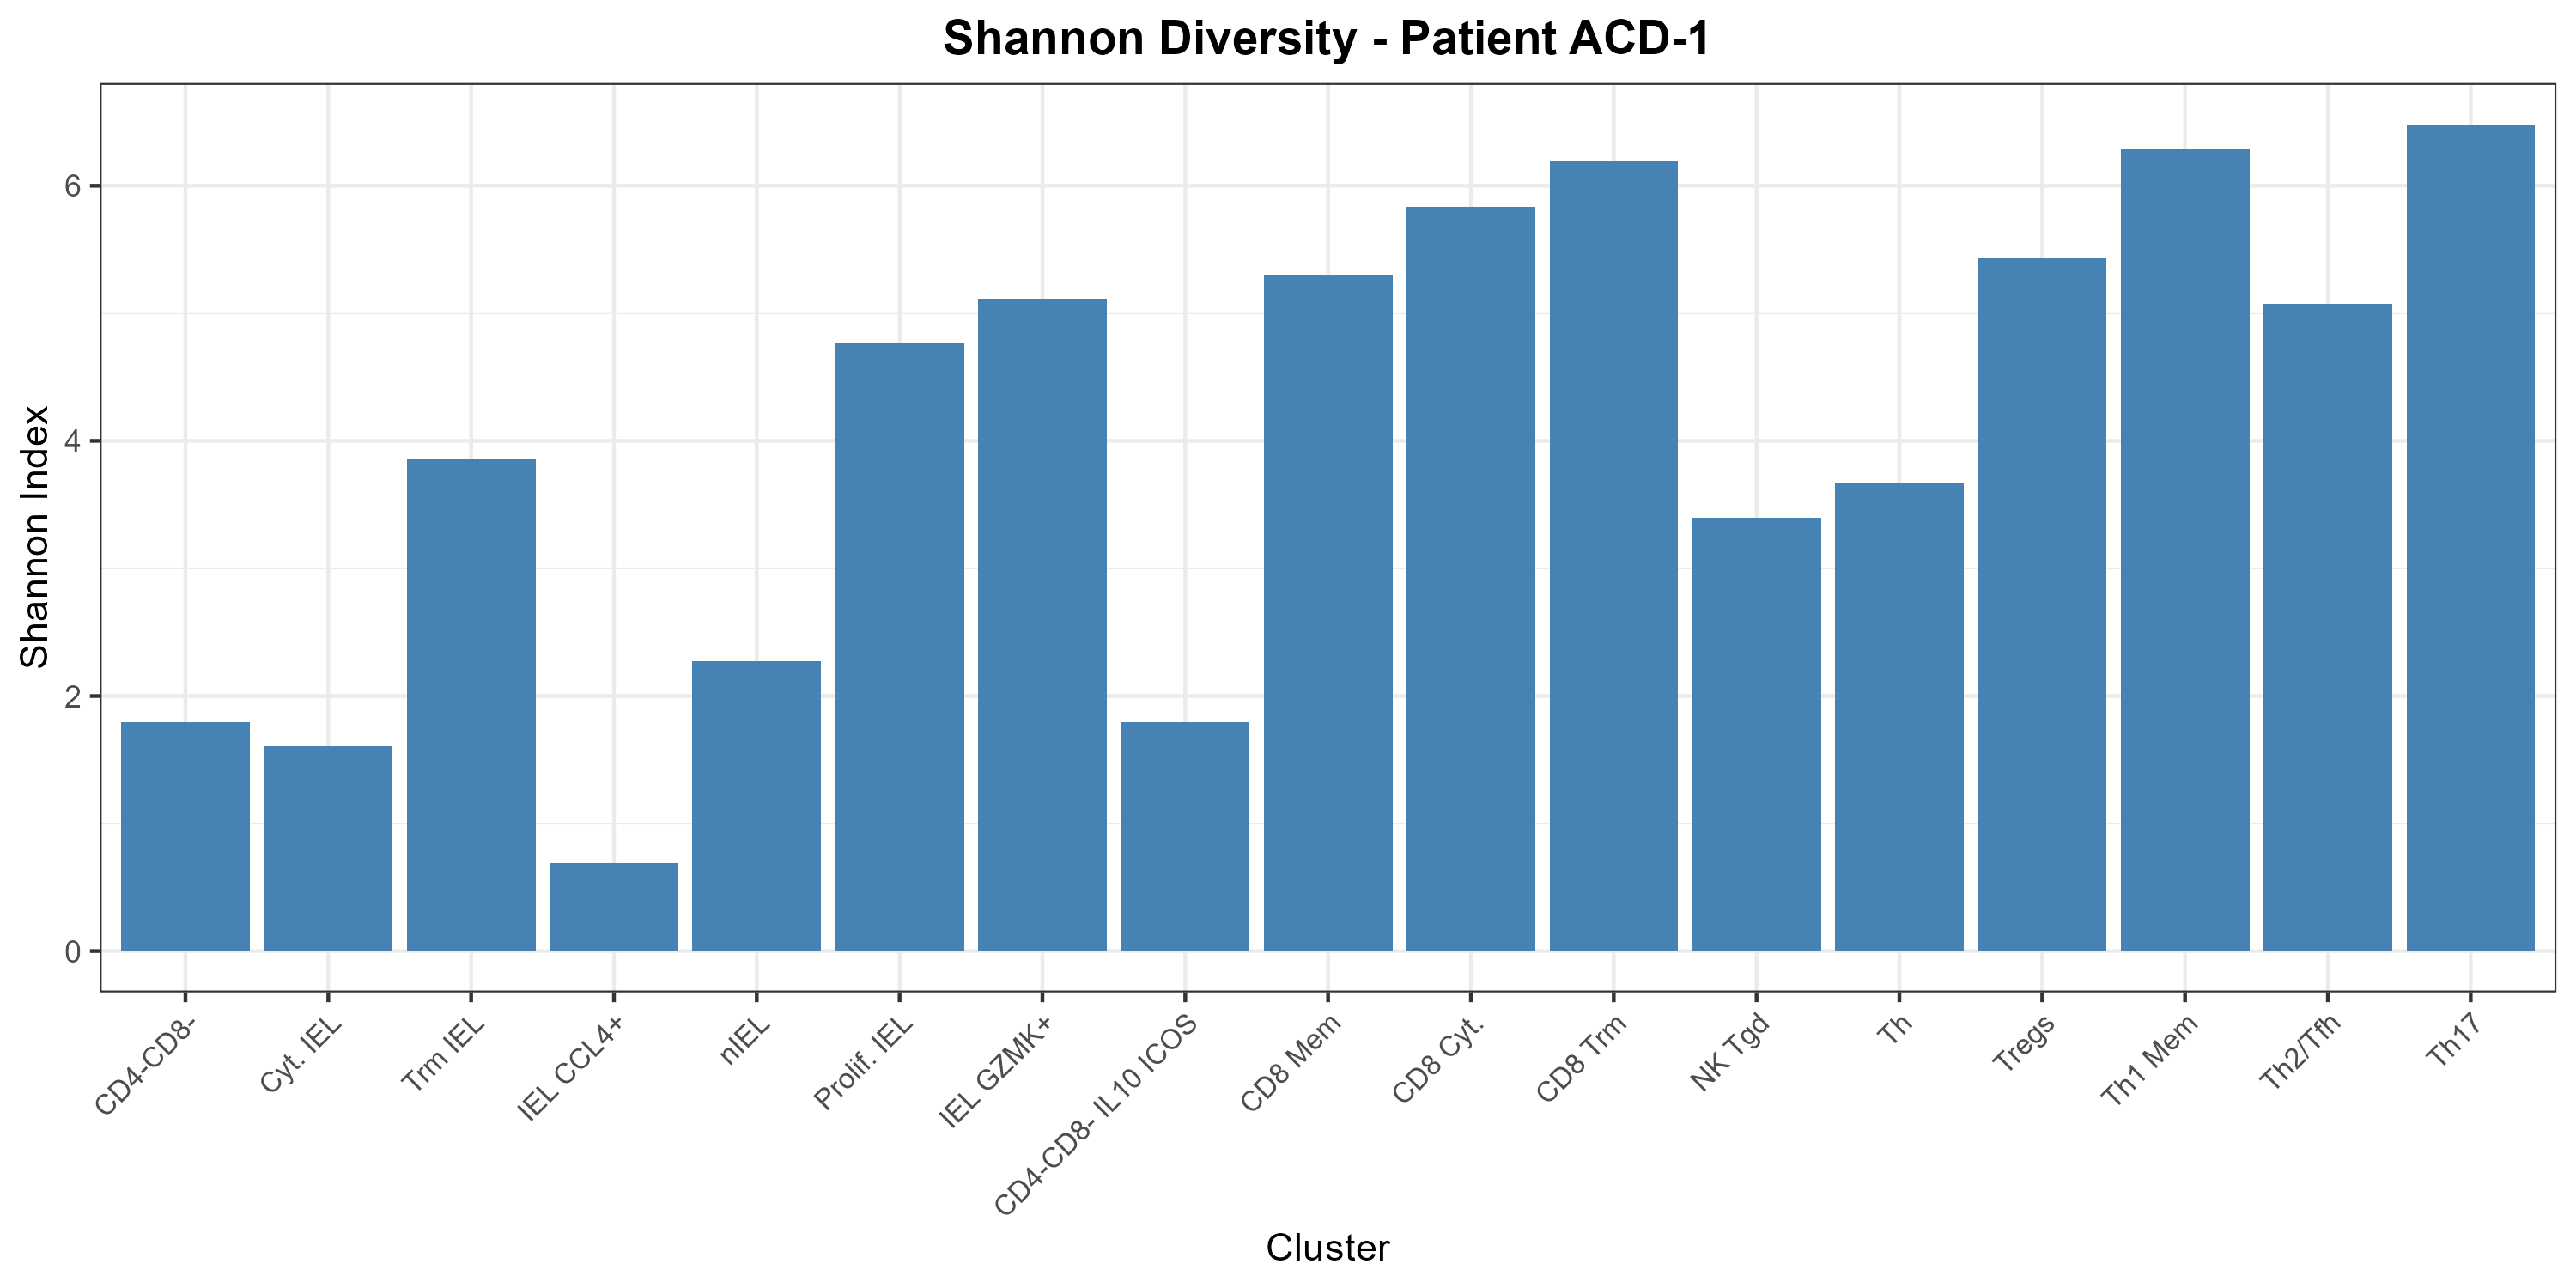 Shannon Diversity - Patient ACD-1
Shannon Index
6
4
2
0
CD4-CD8-
Cyt. IEL
Trm IEL
IEL CCL4+
nIEL
Prolif. IEL
IEL GZMK+
CD4-CD8- IL10 ICOS
CD8 Mem
CD8 Cyt.
CD8 Trm
NK Tgd
Th
Tregs
Th1 Mem
Th2/Tfh
Th17
Cluster